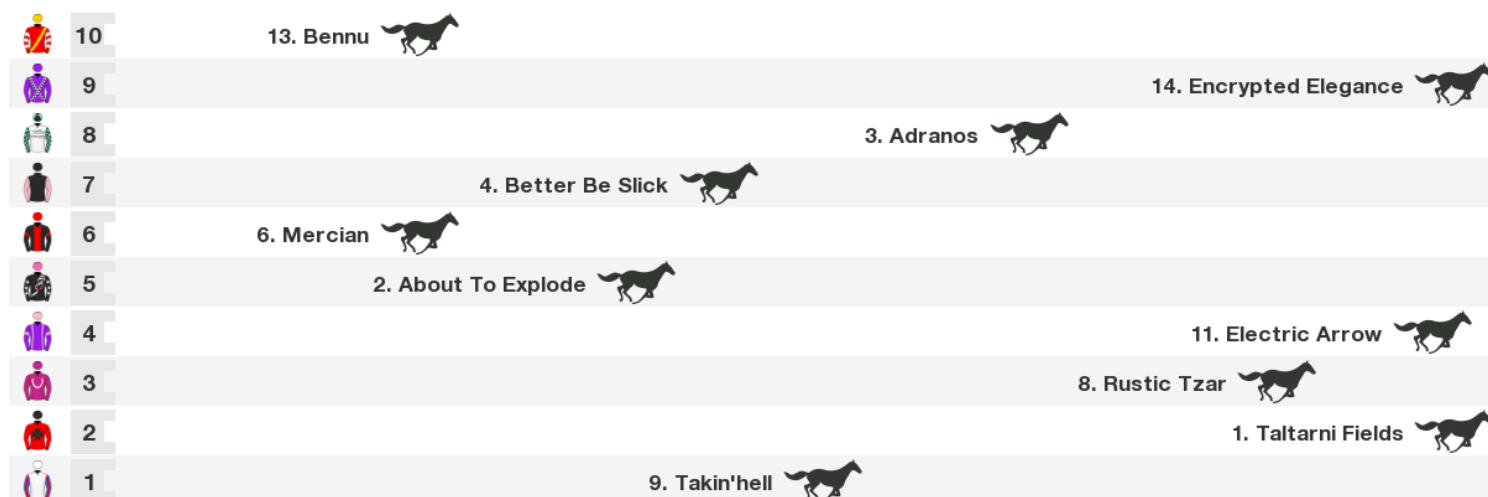 10 13. Bennu
9 14. Encrypted Elegance
8 3. Adranos
7 4. Better Be Slick
6 6. Mercian
5 2. About To Explode
4 11. Electric Arrow
3 8. Rustic Tzar
2 1. Taltarni Fields
1 9. Takin'hell